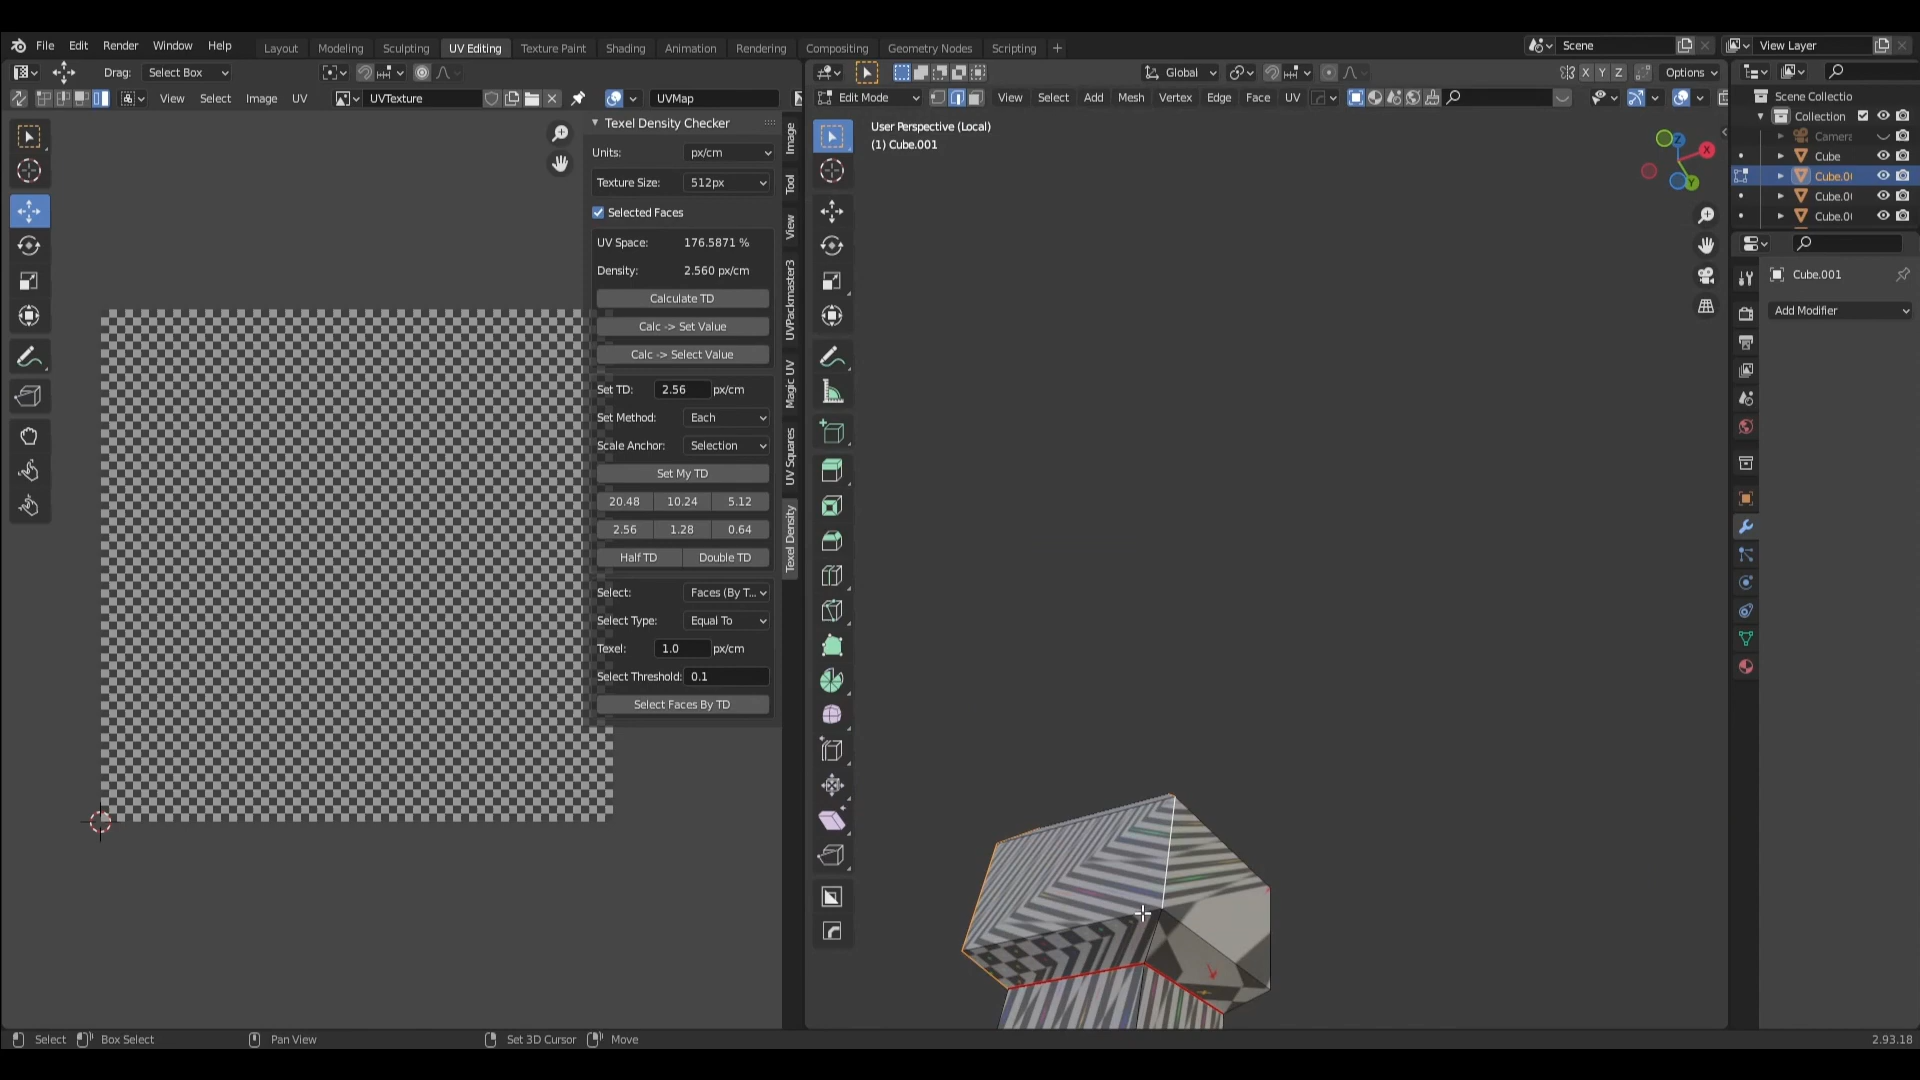 File Edit Render Window Help
Layout Modeling Sculpting UV Editing Texture Paint Shading Animation Rendering Compositing Geometry Nodes Scripting +
Scene
View Layer
Drag: Select Box
Global
X Y Z
Options
View Select Image UV
UVTexture
UVMap
Edit Mode
View Select Add Mesh Vertex Edge Face UV
Texel Density Checker
Units: px/cm
Texture Size: 512px
Selected Faces
UV Space: 176.5871 %
Density: 2.560 px/cm
Calculate TD
Calc -> Set Value
Calc -> Select Value
Set TD: 2.56 px/cm
Set Method: Each
Scale Anchor: Selection
Set My TD
20.48 10.24 5.12
2.56 1.28 0.64
Half TD Double TD
Select: Faces (By T...
Select Type: Equal To
Texel: 1.0 px/cm
Select Threshold: 0.1
Select Faces By TD
Image
Tool
View
UVPackmaster3
Magic UV
UV Squares
Texel Density
User Perspective (Local)
(1) Cube.001
Z
X
Y
Scene Collectio
Collection
Camera
Cube
Cube.0
Cube.0
Cube.0
Cube.001
Add Modifier
Select Box Select Pan View Set 3D Cursor Move
2.93.18